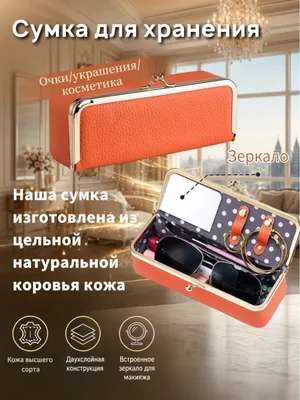 Сумка для хранения
Очки/украшения/
косметика
Зеркало
Наша сумка
изготовлена из
цельной
натуральной
коровья кожа
Кожа высшего
сорта
Двухслойная
конструкция
Встроенное
зеркало для
макияжа